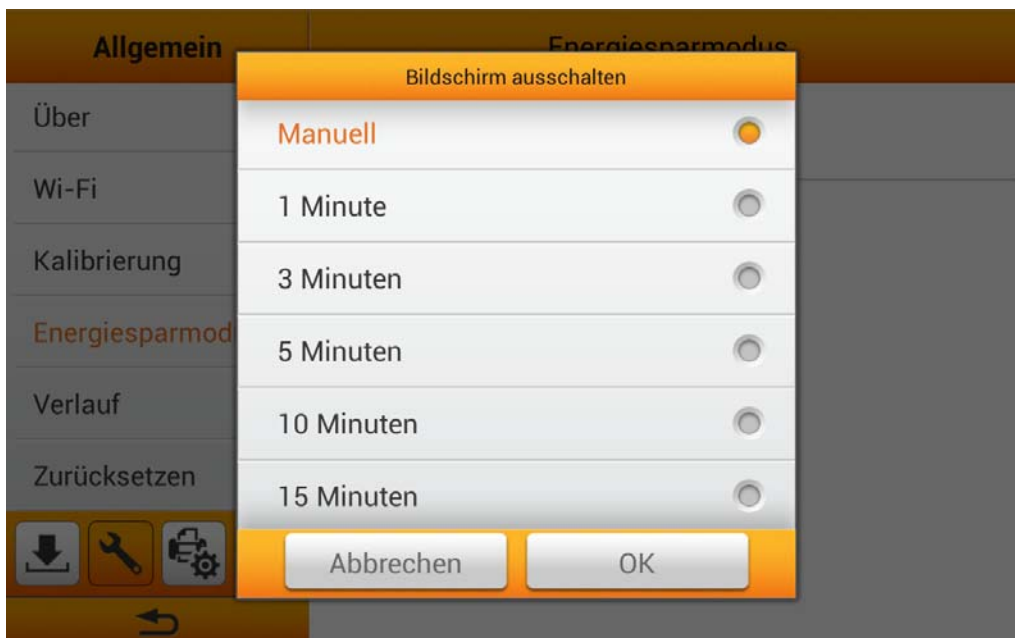 Allgemein
Energiesparmodus
Bildschirm ausschalten
Über
Wi-Fi
Kalibrierung
Energiesparmod
Verlauf
Zurücksetzen
Manuell
1 Minute
3 Minuten
5 Minuten
10 Minuten
15 Minuten
Abbrechen
OK